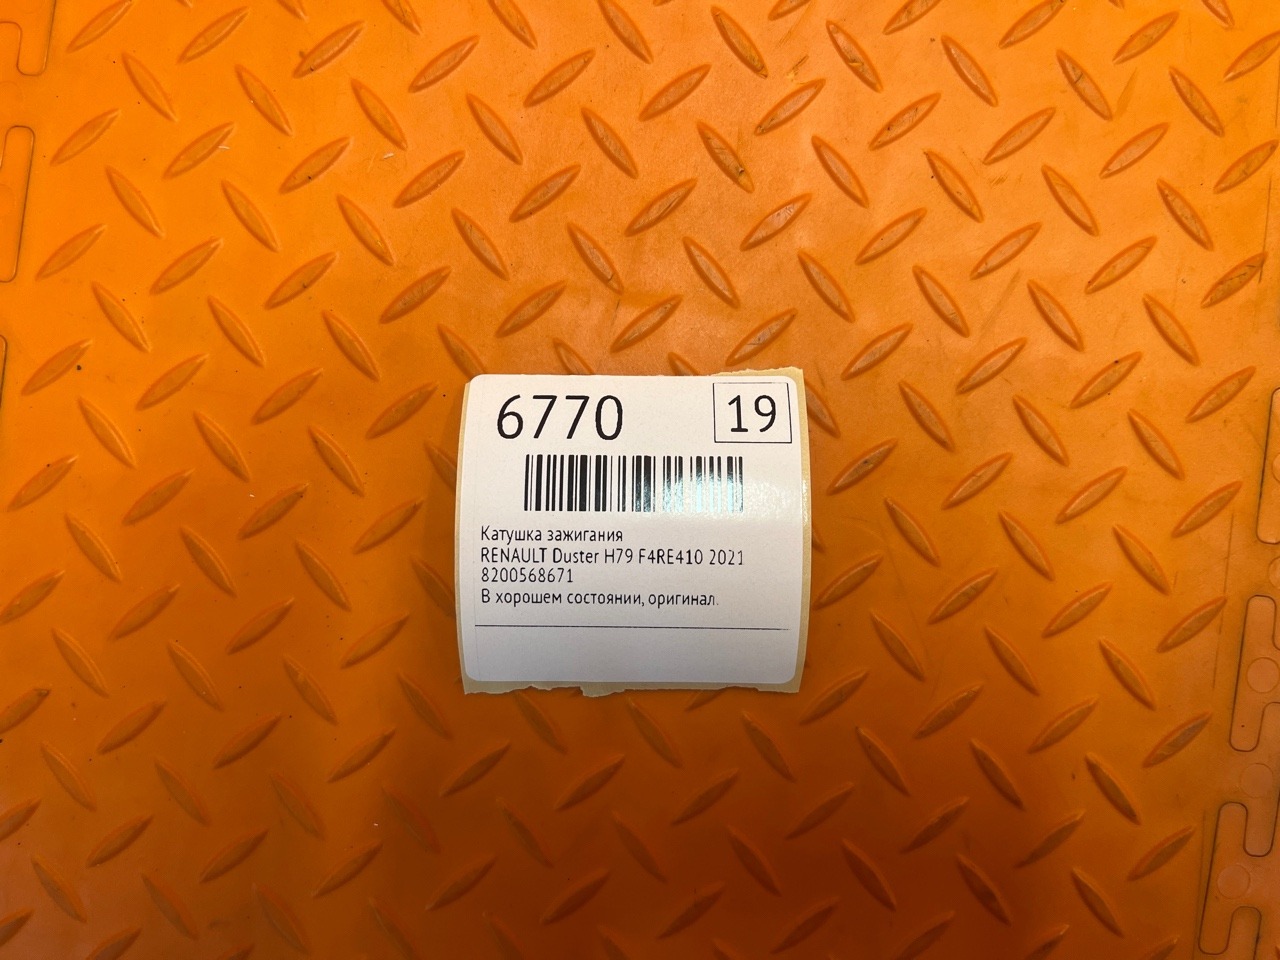 6770 19
Катушка зажигания
RENAULT Duster H79 F4RE410 2021
8200568671
В хорошем состоянии, оригинал.